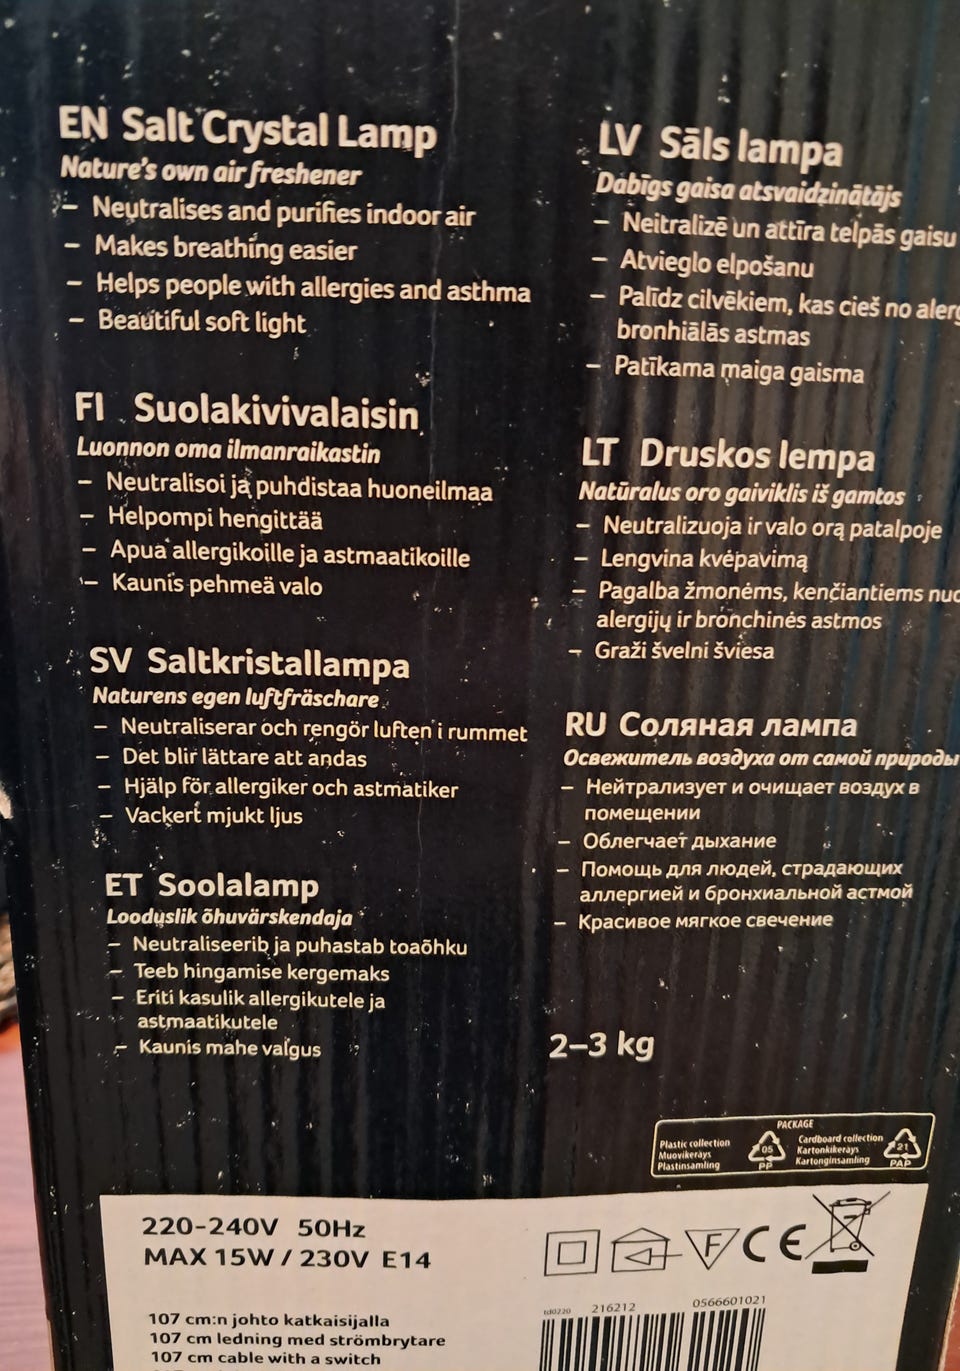 EN Salt Crystal Lamp
Nature's own air freshener
– Neutralises and purifies indoor air
– Makes breathing easier
– Helps people with allergies and asthma
– Beautiful soft light
FI Suolakivivalaisin
Luonnon oma ilmanraikastin
– Neutralisoi ja puhdistaa huoneilmaa
– Helpompi hengittää
– Apua allergikoille ja astmaatikoille
– Kaunis pehmeä valo
SV Saltkristallampa
Naturens egen luftfräschare
– Neutraliserar och rengör luften i rummet
– Det blir lättare att andas
– Hjälp för allergiker och astmatiker
– Vackert mjukt ljus
ET Soolalamp
Looduslik õhuvärskendaja
– Neutraliseerib ja puhastab toaõhku
– Teeb hingamise kergemaks
– Eriti kasulik allergikutele ja
astmaatikutele
– Kaunis mahe valgus
LV Sāls lampa
Dabīgs gaisa atsvaidzinātājs
– Neitralizē un attīra telpās gaisu
– Atvieglo elpošanu
– Palīdz cilvēkiem, kas cieš no alerg
bronhiālās astmas
– Patīkama maiga gaisma
LT Druskos lempa
Natūralus oro gaiviklis iš gamtos
– Neutralizuoja ir valo orą patalpoje
– Lengvina kvėpavimą
– Pagalba žmonėms, kenčiantiems nuo
alergijų ir bronchinės astmos
– Graži švelni šviesa
RU Соляная лампа
Освежитель воздуха от самой природы
– Нейтрализует и очищает воздух в
помещении
– Облегчает дыхание
– Помощь для людей, страдающих
аллергией и бронхиальной астмой
– Красивое мягкое свечение
2–3 kg
PACKAGE
Plastic collection
Muovikeräys
Plastinsamling
05
PP
Cardboard collection
Kartonkikeräys
Kartonginsamling
21
PAP
220-240V 50Hz
MAX 15W / 230V E14
F CE
107 cm:n johto katkaisijalla
107 cm ledning med strömbrytare
107 cm cable with a switch
td0220 216212 0566601021